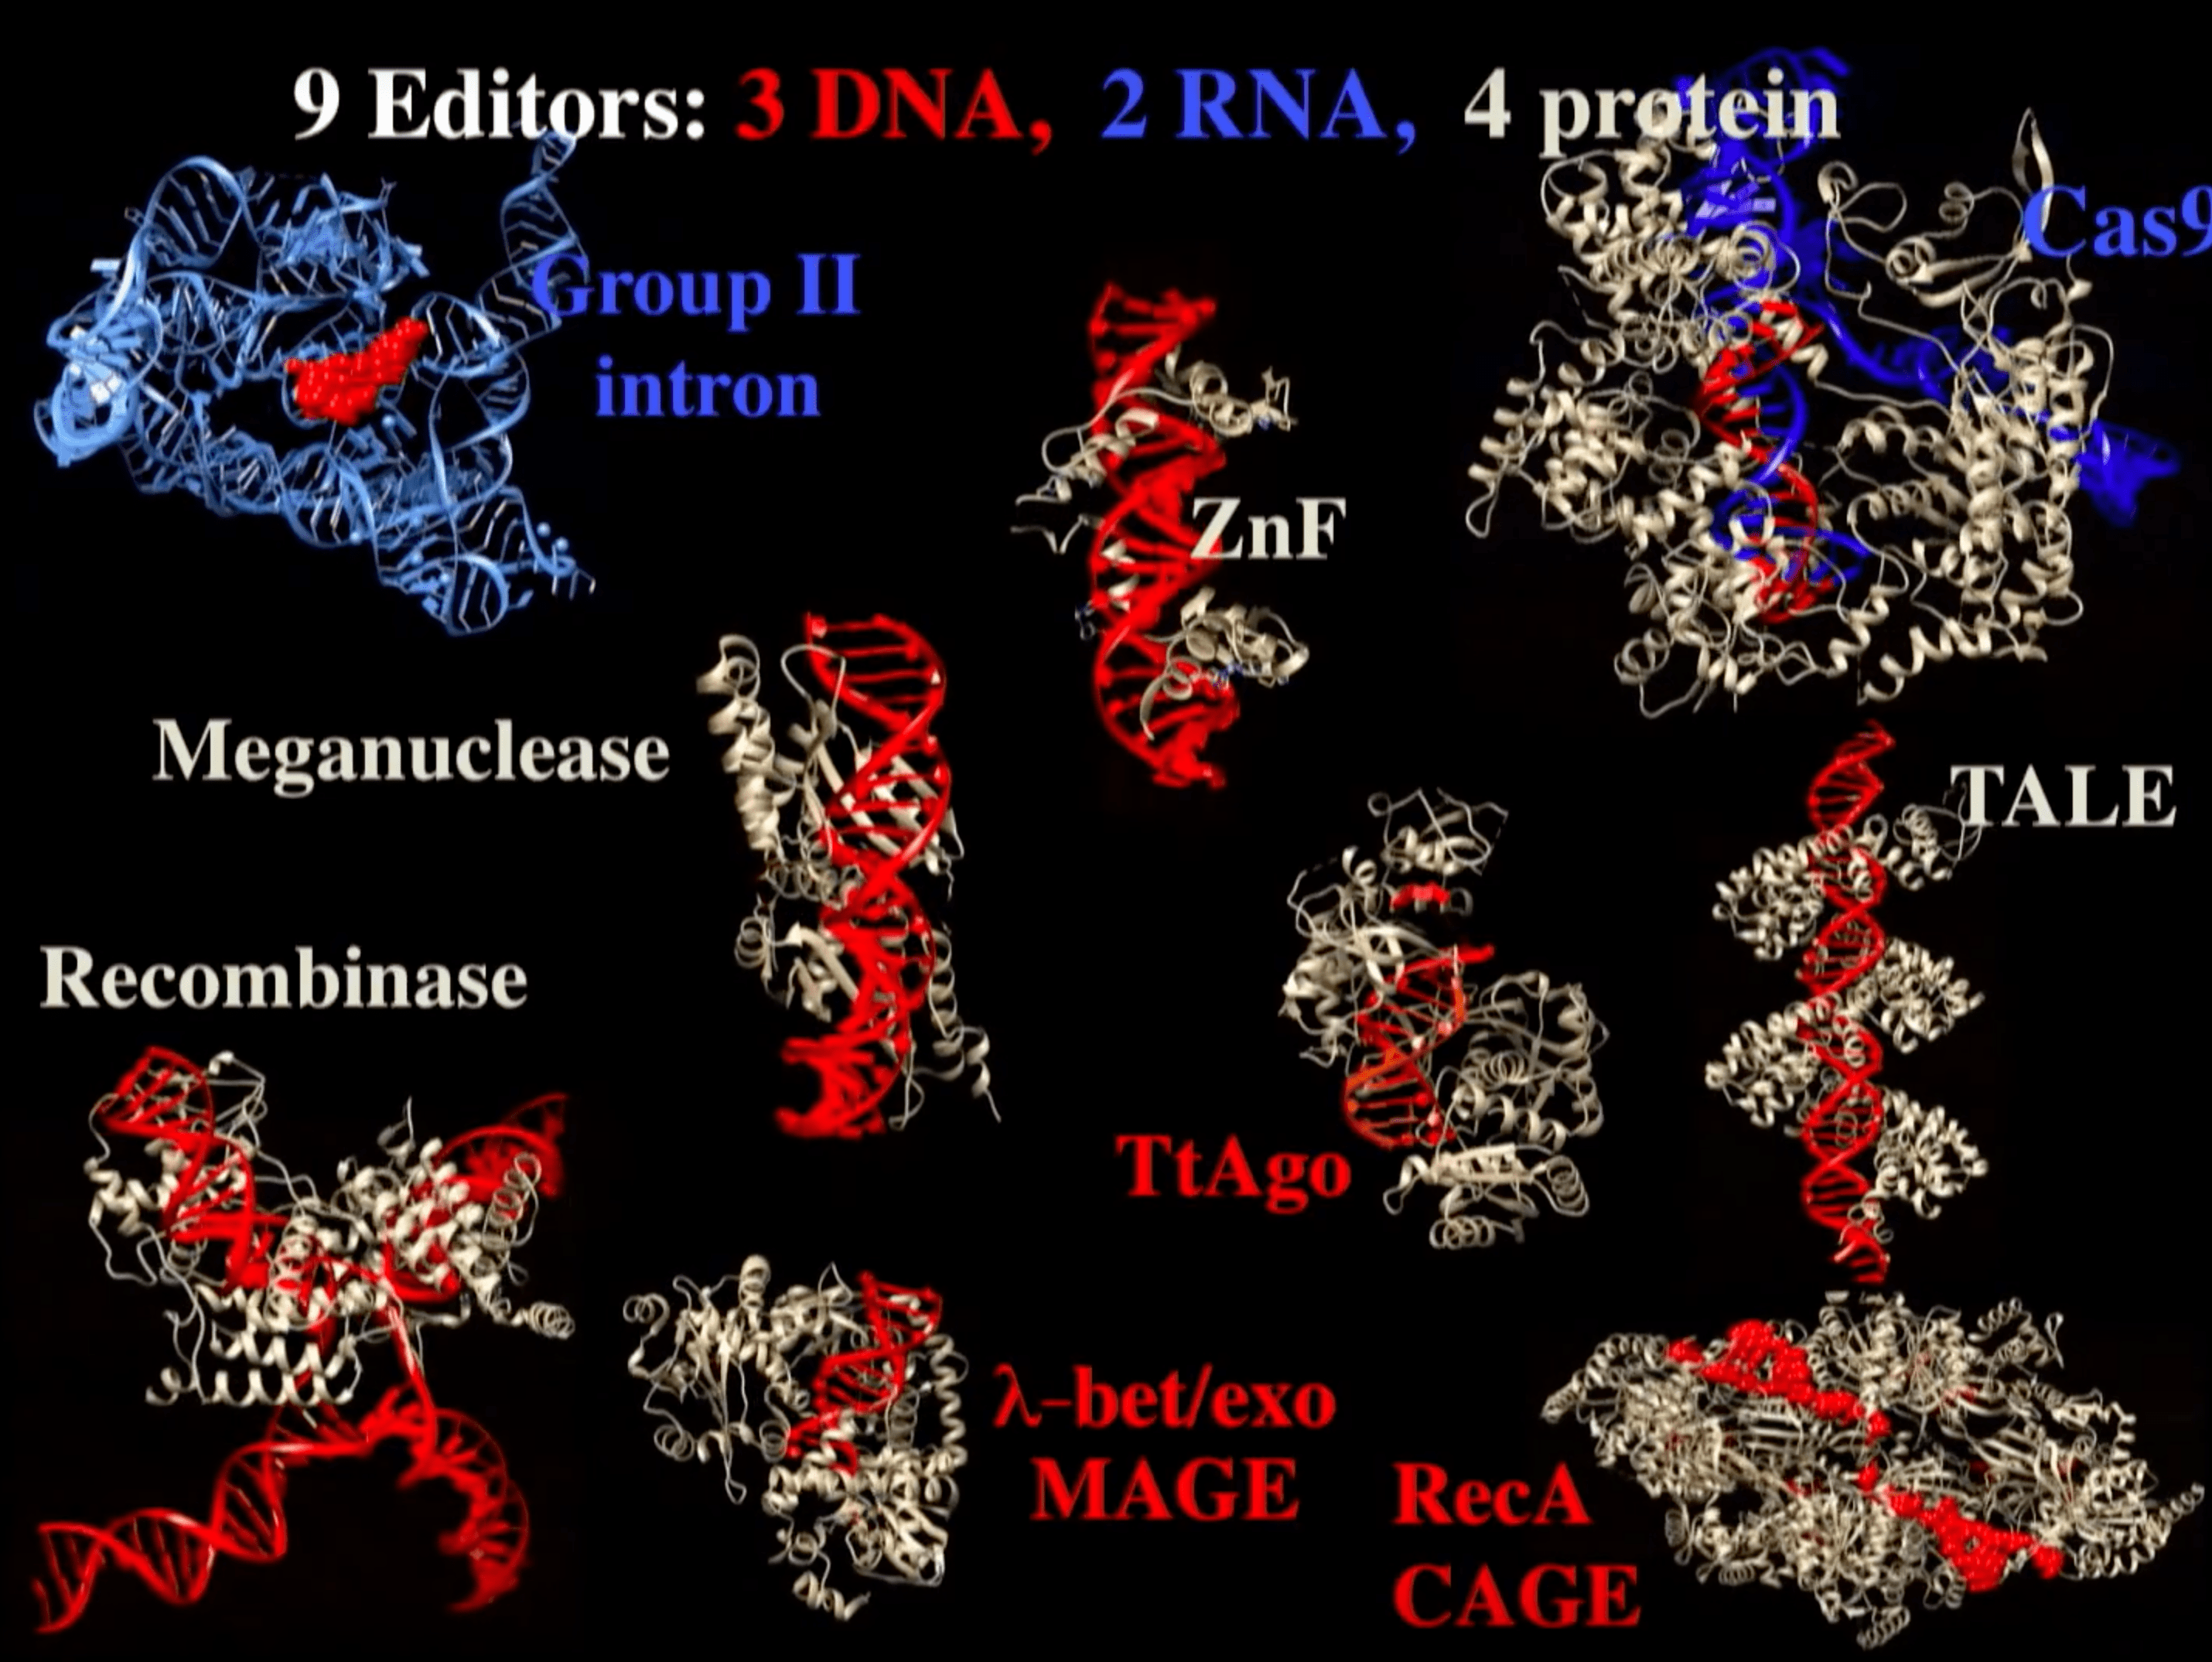 9 Editors: 3 DNA, 2 RNA, 4 protein
Cas9
Group II
intron
ZnF
Meganuclease
TALE
Recombinase
TtAgo
λ-bet/exo
MAGE
RecA
CAGE